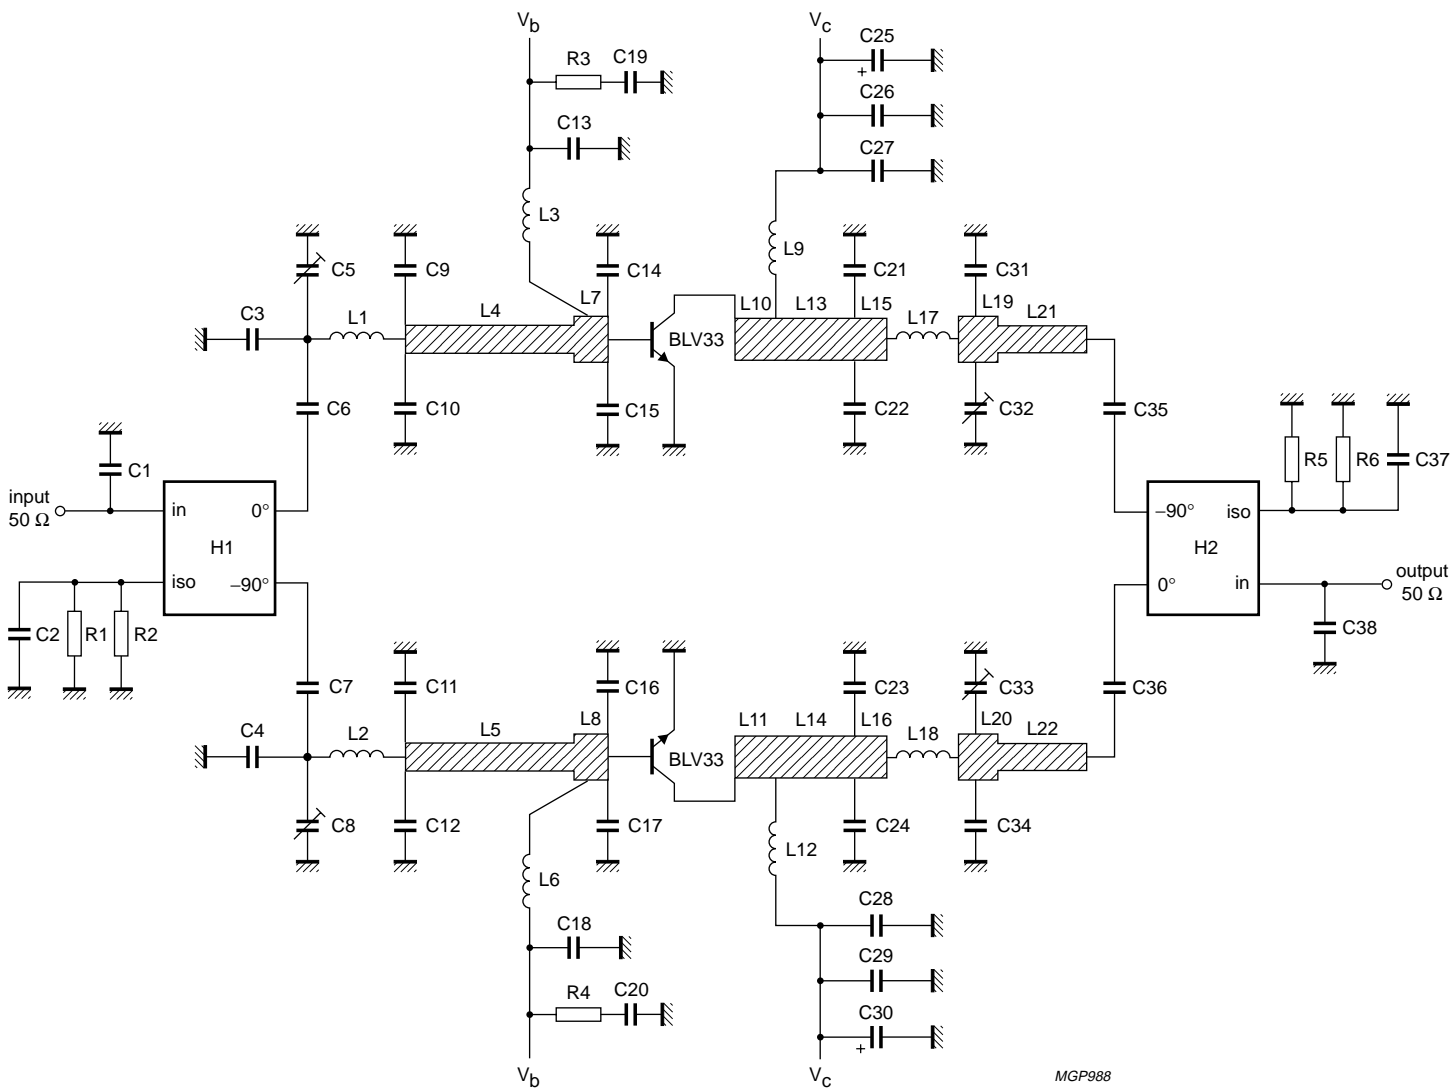 Vb
Vc
C25
+
R3
C19
C26
C13
C27
L3
L9
C5
C9
C14
C21
C31
C3
L1
L4
L7
L10
L13
L15
L17
L19
L21
BLV33
C6
C10
C15
C22
C32
C35
C1
R5
R6
C37
input
50 Ω
in
0°
H1
iso
–90°
–90°
iso
H2
0°
in
output
50 Ω
C2
R1
R2
C38
C7
C11
C16
C23
C33
C36
C4
L2
L5
L8
L11
L14
L16
L18
L20
L22
BLV33
C8
C12
C17
C24
C34
L12
L6
C28
C18
C29
R4
C20
C30
+
Vb
Vc
MGP988